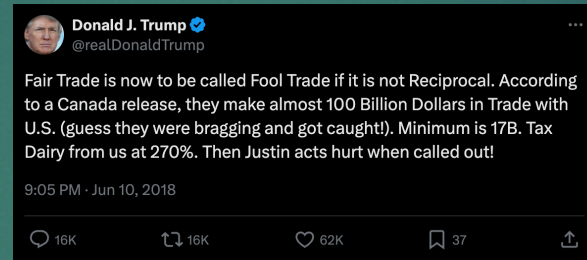 Donald J. Trump
@realDonaldTrump
Fair Trade is now to be called Fool Trade if it is not Reciprocal. According
to a Canada release, they make almost 100 Billion Dollars in Trade with
U.S. (guess they were bragging and got caught!). Minimum is 17B. Tax
Dairy from us at 270%. Then Justin acts hurt when called out!
9:05 PM · Jun 10, 2018
16K 16K 62K 37